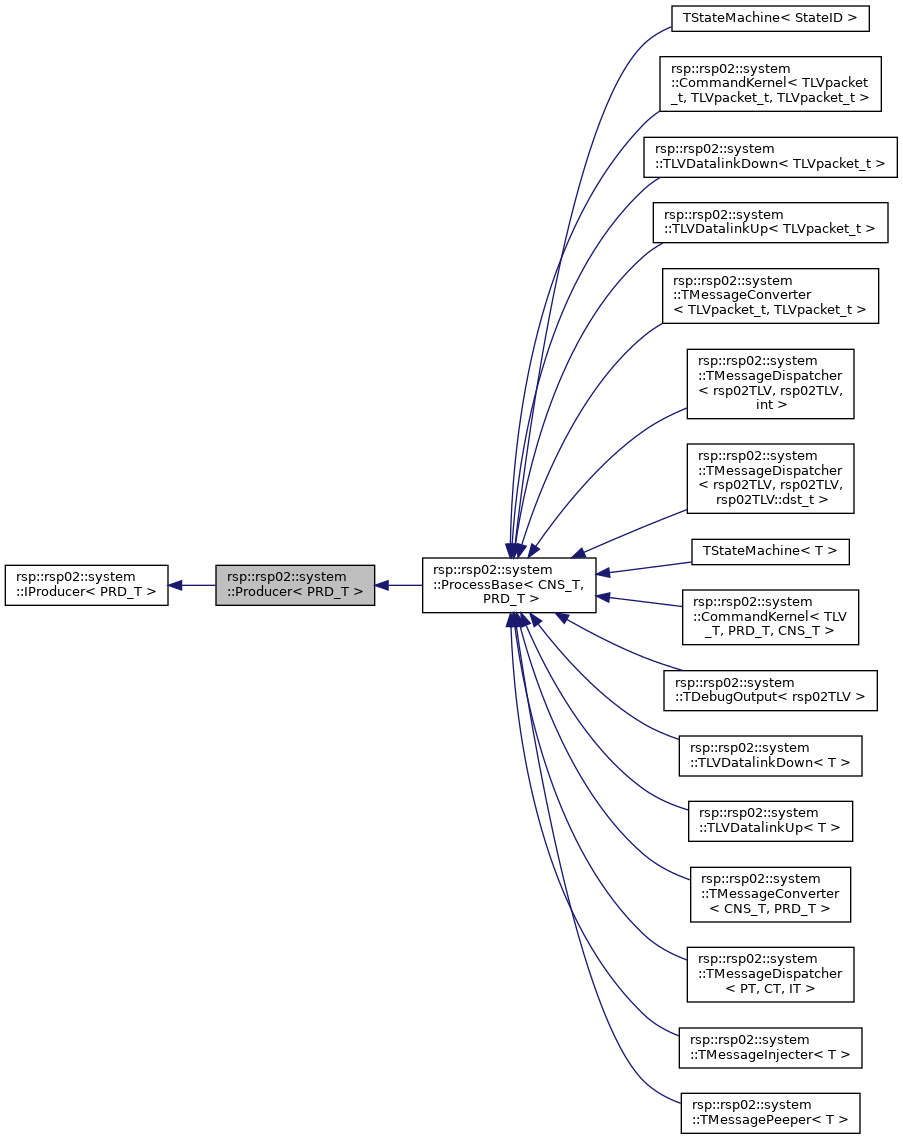 TStateMachine< StateID >
rsp::rsp02::system
::CommandKernel< TLVpacket
_t, TLVpacket_t, TLVpacket_t >
rsp::rsp02::system
::TLVDatalinkDown< TLVpacket_t >
rsp::rsp02::system
::TLVDatalinkUp< TLVpacket_t >
rsp::rsp02::system
::TMessageConverter
< TLVpacket_t, TLVpacket_t >
rsp::rsp02::system
::TMessageDispatcher
< rsp02TLV, rsp02TLV,
int >
rsp::rsp02::system
::TMessageDispatcher
< rsp02TLV, rsp02TLV,
rsp02TLV::dst_t >
TStateMachine< T >
rsp::rsp02::system
::IProducer< PRD_T >
rsp::rsp02::system
::Producer< PRD_T >
rsp::rsp02::system
::ProcessBase< CNS_T,
PRD_T >
rsp::rsp02::system
::CommandKernel< TLV
_T, PRD_T, CNS_T >
rsp::rsp02::system
::TDebugOutput< rsp02TLV >
rsp::rsp02::system
::TLVDatalinkDown< T >
rsp::rsp02::system
::TLVDatalinkUp< T >
rsp::rsp02::system
::TMessageConverter
< CNS_T, PRD_T >
rsp::rsp02::system
::TMessageDispatcher
< PT, CT, IT >
rsp::rsp02::system
::TMessageInjecter< T >
rsp::rsp02::system
::TMessagePeeper< T >